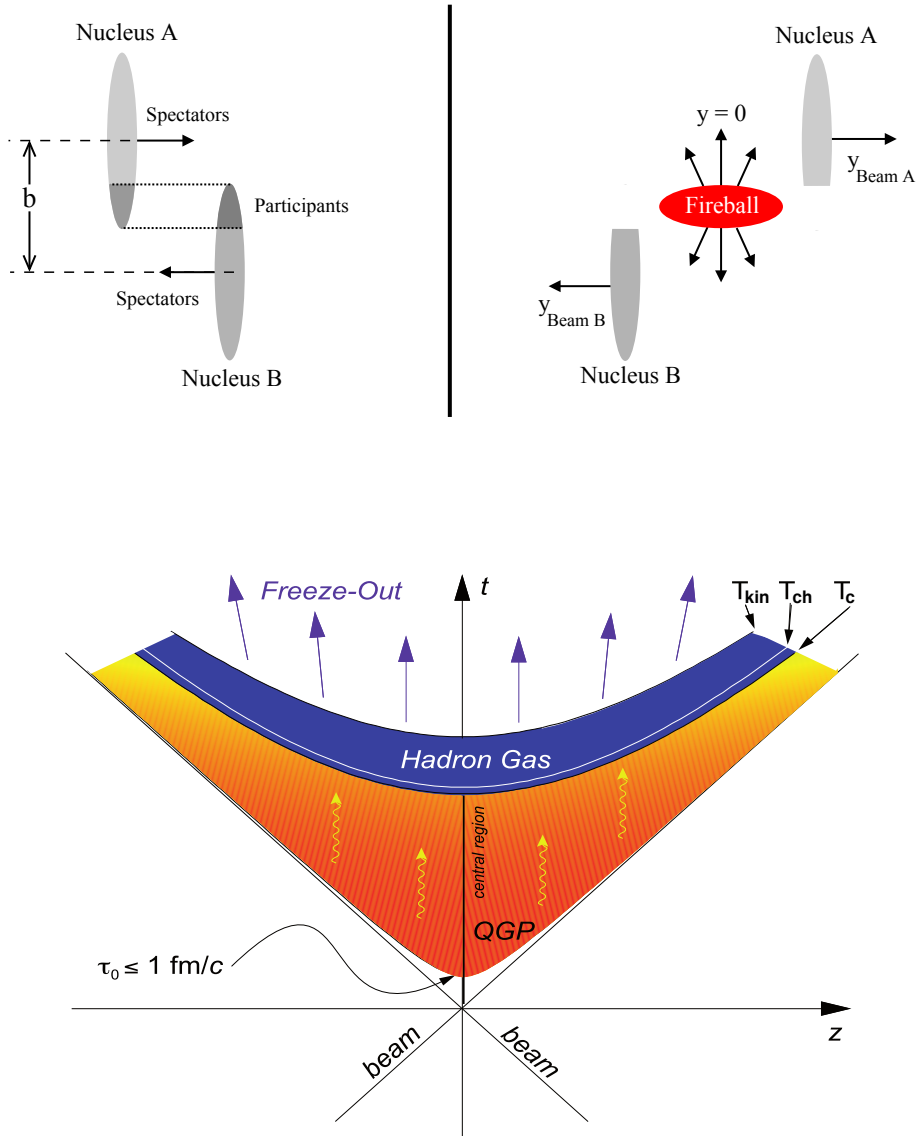 Nucleus A
Spectators
b
Participants
Spectators
Nucleus B
Nucleus A
y = 0
y Beam A
Fireball
y Beam B
Nucleus B
Freeze-Out
t
T kin
T ch
T c
Hadron Gas
central region
QGP
τ0 ≤ 1 fm/c
z
beam
beam